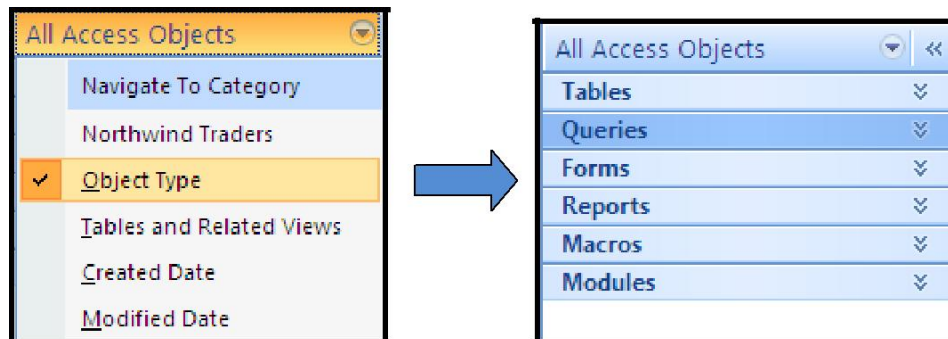 All Access Objects
Navigate To Category
Northwind Traders
Object Type
Tables and Related Views
Created Date
Modified Date
All Access Objects
Tables
Queries
Forms
Reports
Macros
Modules